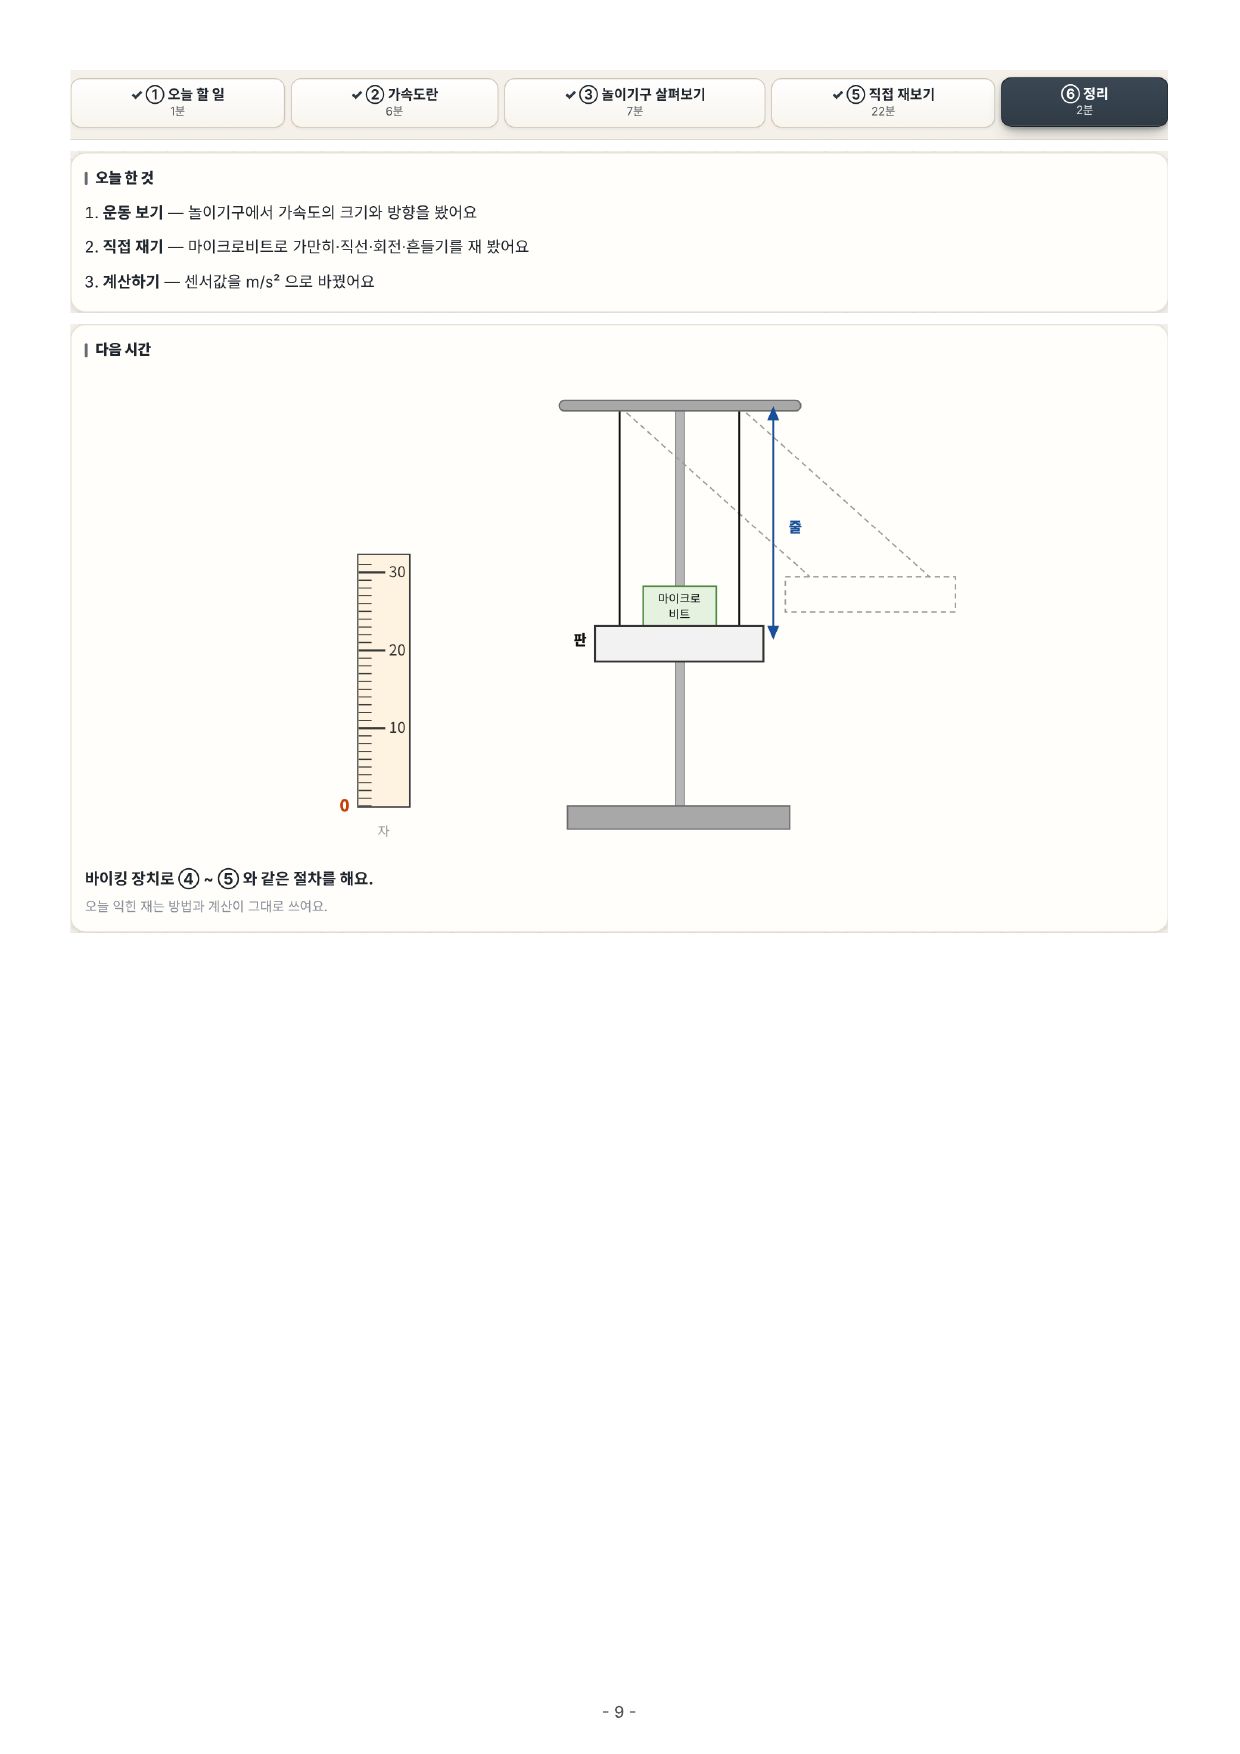 ✓ ① 오늘 할 일
1분
✓ ② 가속도란
6분
✓ ③ 놀이기구 살펴보기
7분
✓ ⑤ 직접 재보기
22분
⑥ 정리
2분
오늘 한 것
1. 운동 보기 — 놀이기구에서 가속도의 크기와 방향을 봤어요
2. 직접 재기 — 마이크로비트로 가만히·직선·회전·흔들기를 재 봤어요
3. 계산하기 — 센서값을 m/s² 으로 바꿨어요
다음 시간
줄
30
마이크로
비트
판
20
10
0
자
바이킹 장치로 ④ ~ ⑤ 와 같은 절차를 해요.
오늘 익힌 재는 방법과 계산이 그대로 쓰여요.
- 9 -